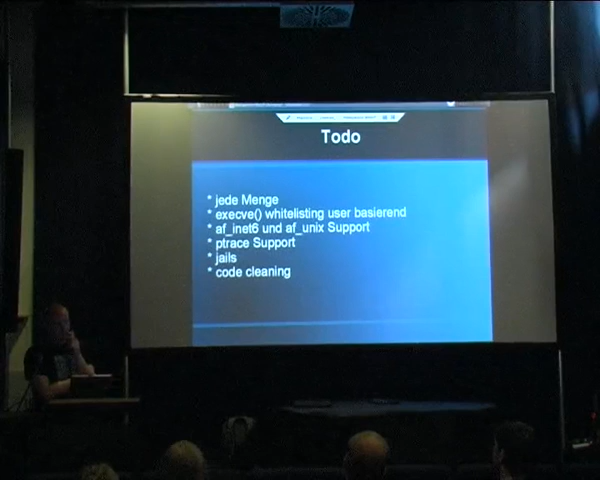 Todo
* jede Menge
* execve() whitelisting user basierend
* af_inet6 und af_unix Support
* ptrace Support
* jails
* code cleaning